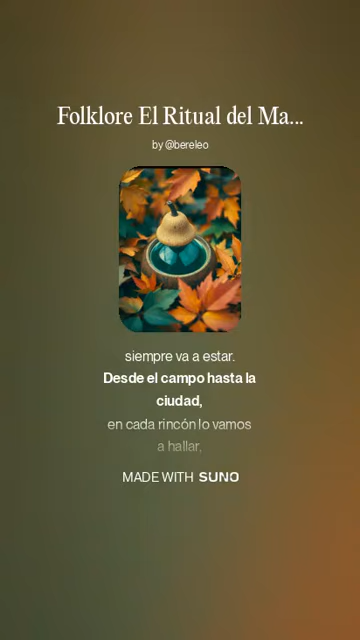 Folklore El Ritual del Ma...
by @bereleo
siempre va a estar.
Desde el campo hasta la
ciudad,
en cada rincón lo vamos
a hallar,
MADE WITH SUNO